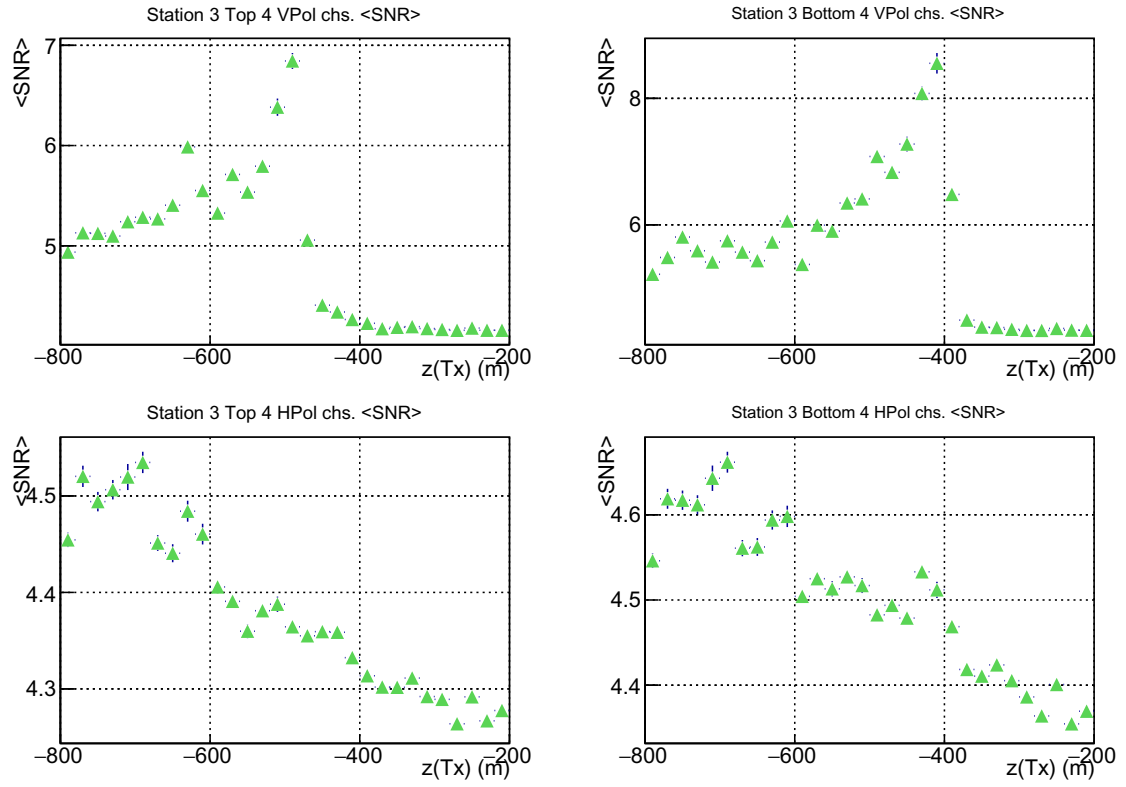 Station 3 Top 4 VPol chs. <SNR>
<SNR>
7
6
5
−800 −600 −400 −200
z(Tx) (m)
Station 3 Bottom 4 VPol chs. <SNR>
<SNR>
8
6
−800 −600 −400 −200
z(Tx) (m)
Station 3 Top 4 HPol chs. <SNR>
<SNR>
4.5
4.4
4.3
−800 −600 −400 −200
z(Tx) (m)
Station 3 Bottom 4 HPol chs. <SNR>
<SNR>
4.6
4.5
4.4
−800 −600 −400 −200
z(Tx) (m)